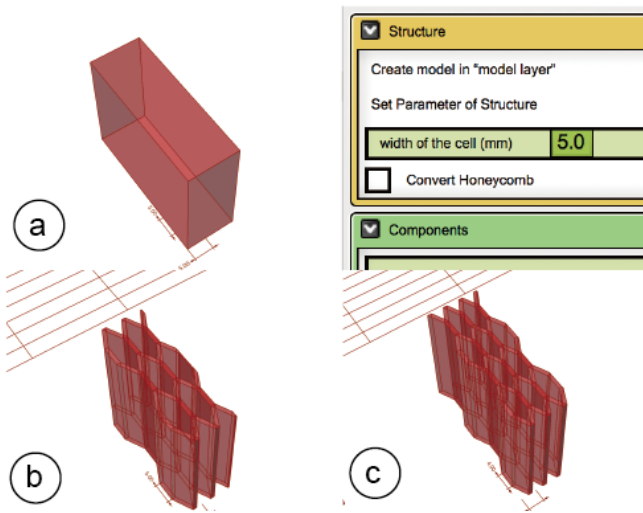 Structure
Create model in "model layer"
Set Parameter of Structure
width of the cell (mm) 5.0
Convert Honeycomb
Components
a
b
c